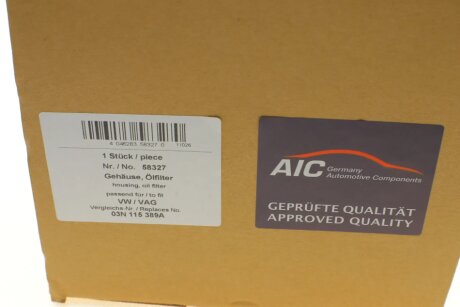 4 046283 58327 0 11026
1 Stück / piece
Nr. / No. 58327
Gehäuse, Ölfilter
housing, oil filter
passend für / to fit
VW / VAG
Vergleichs-Nr. / Replaces No.
03N 115 389A
AIC Germany
Automotive Components
GEPRÜFTE QUALITÄT
APPROVED QUALITY